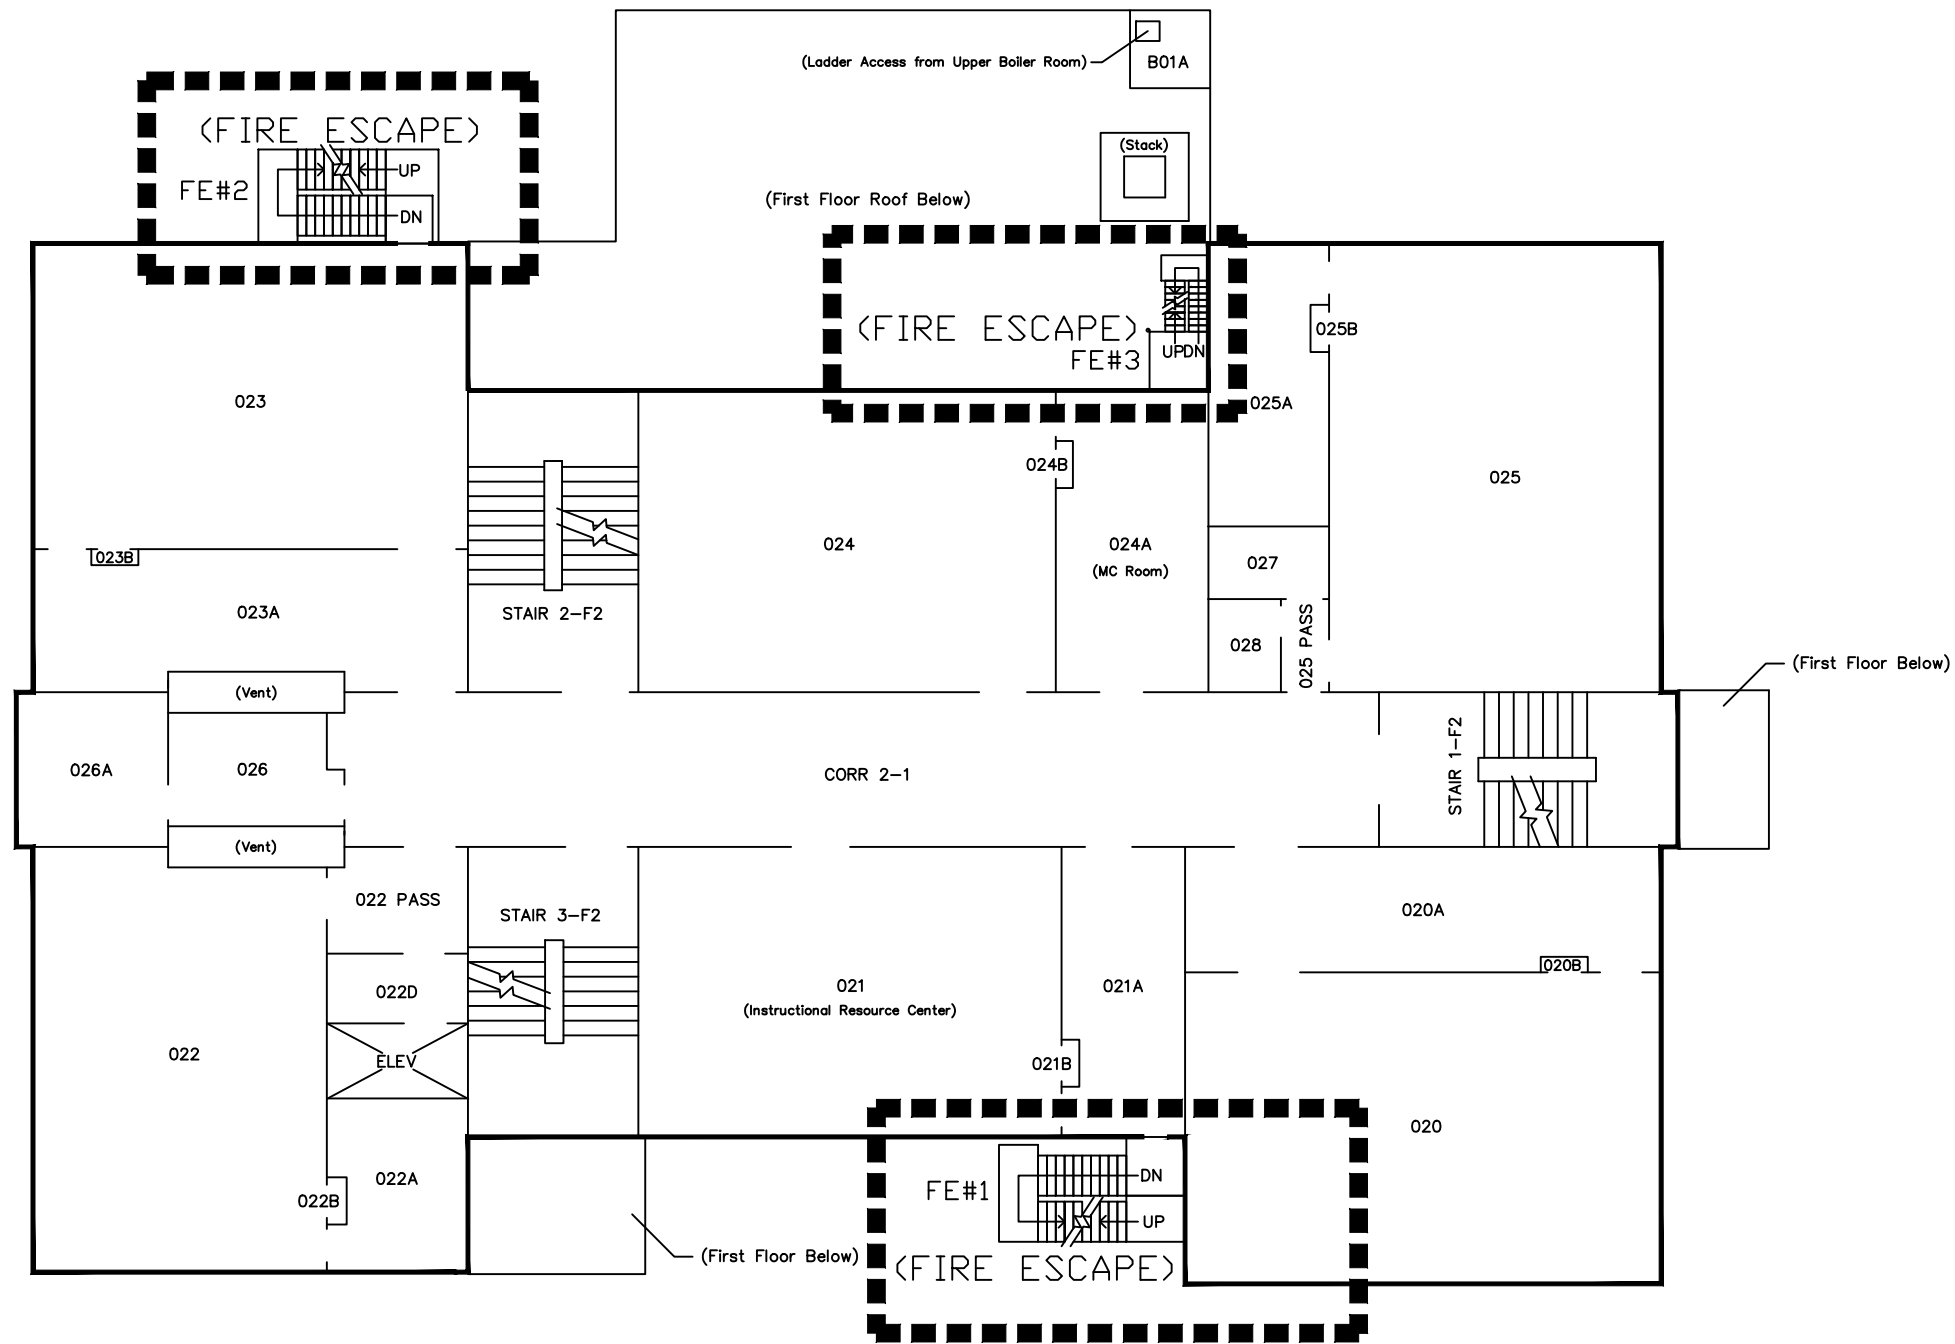 (Ladder Access from Upper Boiler Room)
B01A
(FIRE ESCAPE)
FE#2
UP
DN
(Stack)
(First Floor Roof Below)
(FIRE ESCAPE)
FE#3
UP
DN
025B
025A
023
024B
025
024
024A
(MC Room)
023B
027
023A
STAIR 2-F2
028
025 PASS
(First Floor Below)
(Vent)
026A
026
CORR 2-1
STAIR 1-F2
(Vent)
022 PASS
STAIR 3-F2
020A
020B
022D
021
(Instructional Resource Center)
021A
022
ELEV
021B
020
022A
022B
FE#1
DN
UP
(First Floor Below)
(FIRE ESCAPE)